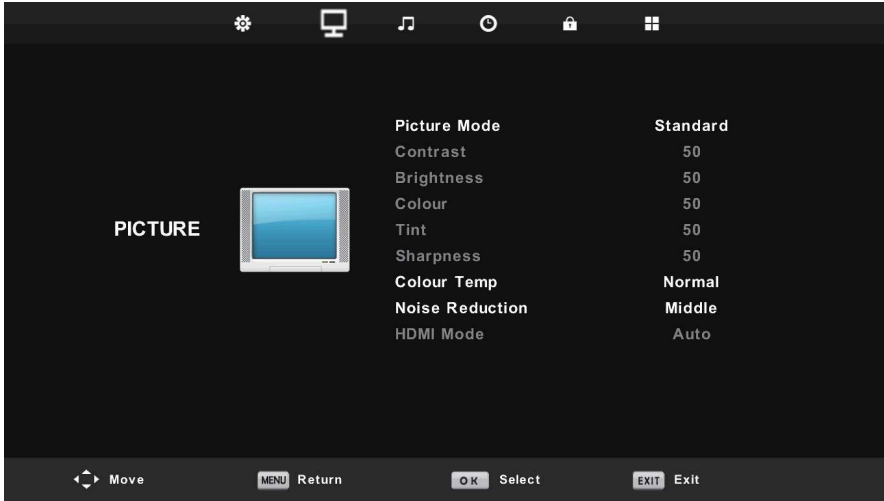 Picture Mode Standard
Contrast 50
Brightness 50
Colour 50
PICTURE
Tint 50
Sharpness 50
Colour Temp Normal
Noise Reduction Middle
HDMI Mode Auto
Move MENU Return OK Select EXIT Exit